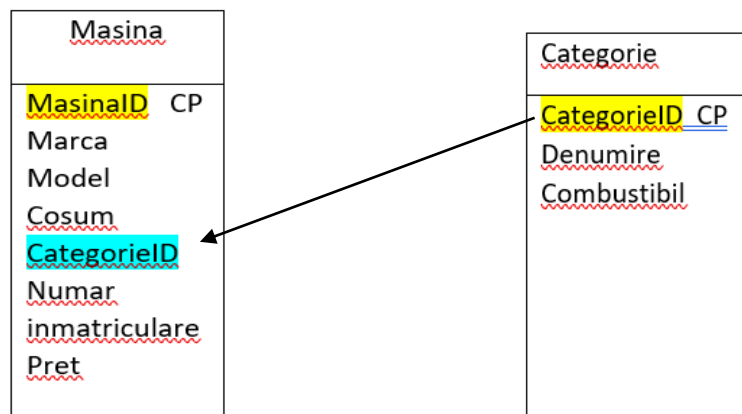 Masina
MasinaID CP
Marca
Model
Cosum
CategorieID
Numar
inmatriculare
Pret
Categorie
CategorieID CP
Denumire
Combustibil